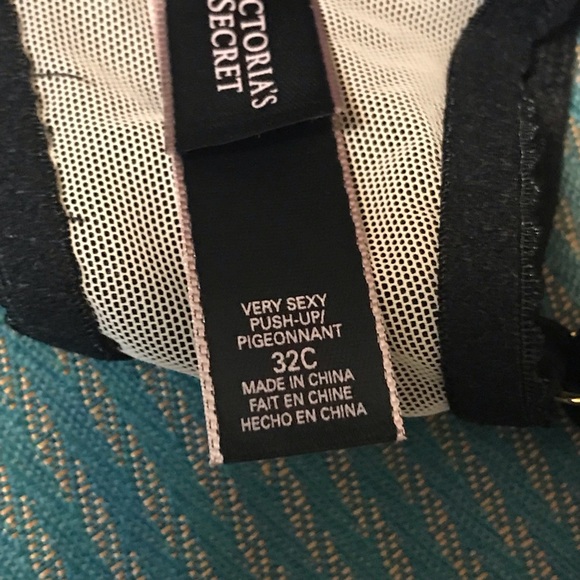 CTORIA'S
SECRET
VERY SEXY
PUSH-UP/
PIGEONNANT
32C
MADE IN CHINA
FAIT EN CHINE
HECHO EN CHINA